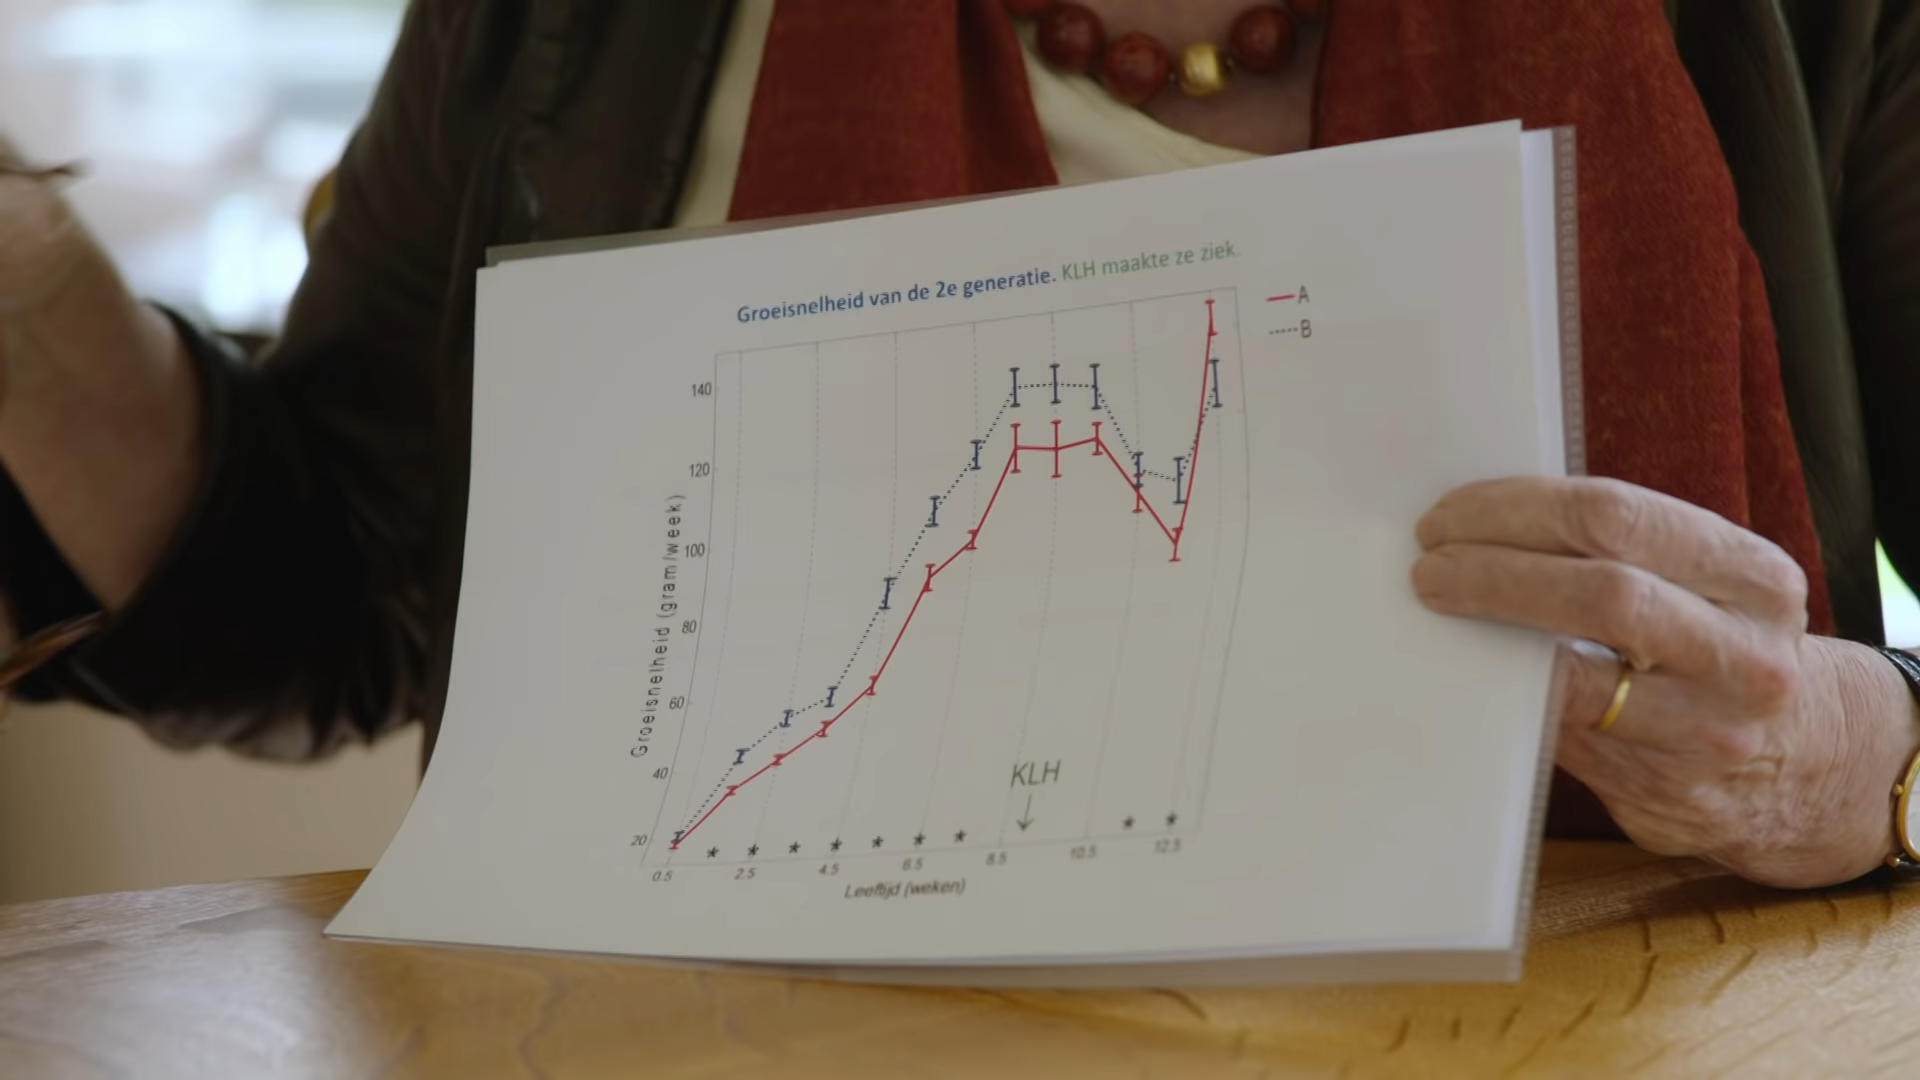 Groeisnelheid van de 2e generatie. KLH maakte ze ziek.
A
B
140
120
100
80
60
40
20
Groeisnelheid (gram/week)
KLH
* * * * * * * * *
0.5 2.5 4.5 6.5 8.5 10.5 12.5
Leeftijd (weken)